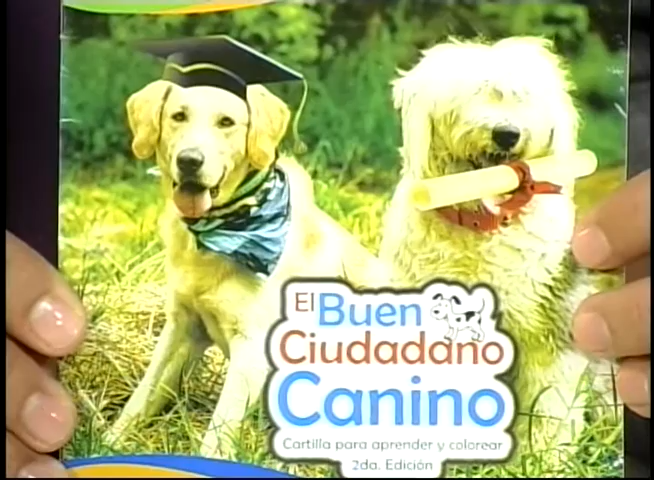 El Buen
Ciudadano
Canino
Cartilla para aprender y colorear
2da. Edición